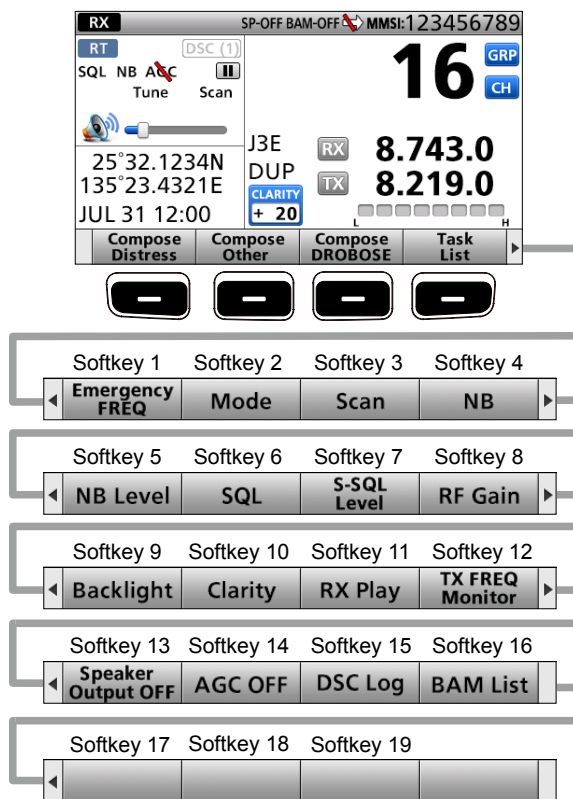 RX SP-OFF BAM-OFF MMSI:123456789
RT DSC (1)
SQL NB AGC
Tune Scan
16 GRP
CH
25°32.1234N
135°23.4321E
JUL 31 12:00
J3E RX 8.743.0
DUP TX 8.219.0
CLARITY
+ 20
L H
Compose Distress Compose Other Compose DROBOSE Task List
Softkey 1 Softkey 2 Softkey 3 Softkey 4
Emergency FREQ Mode Scan NB
Softkey 5 Softkey 6 Softkey 7 Softkey 8
NB Level SQL S-SQL Level RF Gain
Softkey 9 Softkey 10 Softkey 11 Softkey 12
Backlight Clarity RX Play TX FREQ Monitor
Softkey 13 Softkey 14 Softkey 15 Softkey 16
Speaker Output OFF AGC OFF DSC Log BAM List
Softkey 17 Softkey 18 Softkey 19